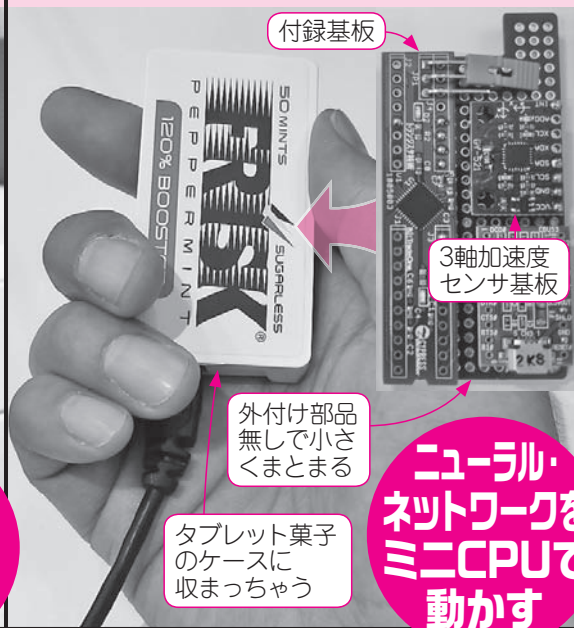 付録基板
50 MINTS
FRISK®
SUGARLESS
PEPPERMINT
120% BOOST
3軸加速度
センサ基板
外付け部品
無しで小さ
くまとまる
タブレット菓子
のケースに
収まっちゃう
ニューラル・
ネットワークを
ミニCPUで
動かす
2K8